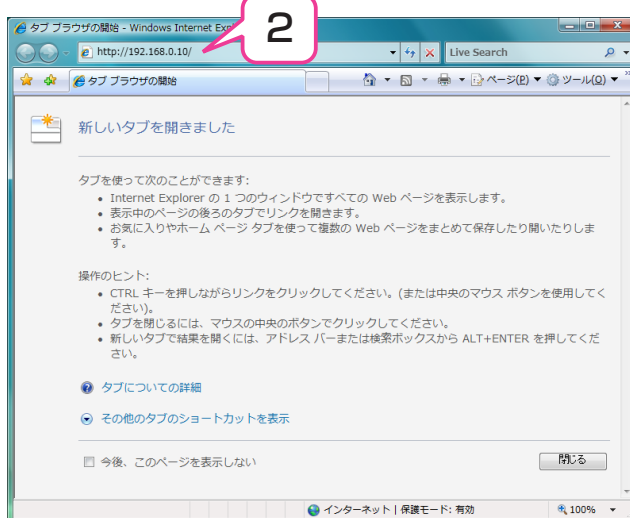 タブ ブラウザの開始 - Windows Internet Exp
2
http://192.168.0.10/
Live Search
タブ ブラウザの開始
ページ(P)
ツール(O)
新しいタブを開きました
タブを使って次のことができます:
• Internet Explorer の 1 つのウィンドウですべての Web ページを表示します。
• 表示中のページの後ろのタブでリンクを開きます。
• お気に入りやホーム ページ タブを使って複数の Web ページをまとめて保存したり開いたりしま
す。
操作のヒント:
• CTRL キーを押しながらリンクをクリックしてください。(または中央のマウス ボタンを使用してく
ださい)。
• タブを閉じるには、マウスの中央のボタンでクリックしてください。
• 新しいタブで結果を開くには、アドレス バーまたは検索ボックスから ALT+ENTER を押してくだ
さい。
タブについての詳細
その他のタブのショートカットを表示
今後、このページを表示しない
閉じる
インターネット | 保護モード: 有効
100%